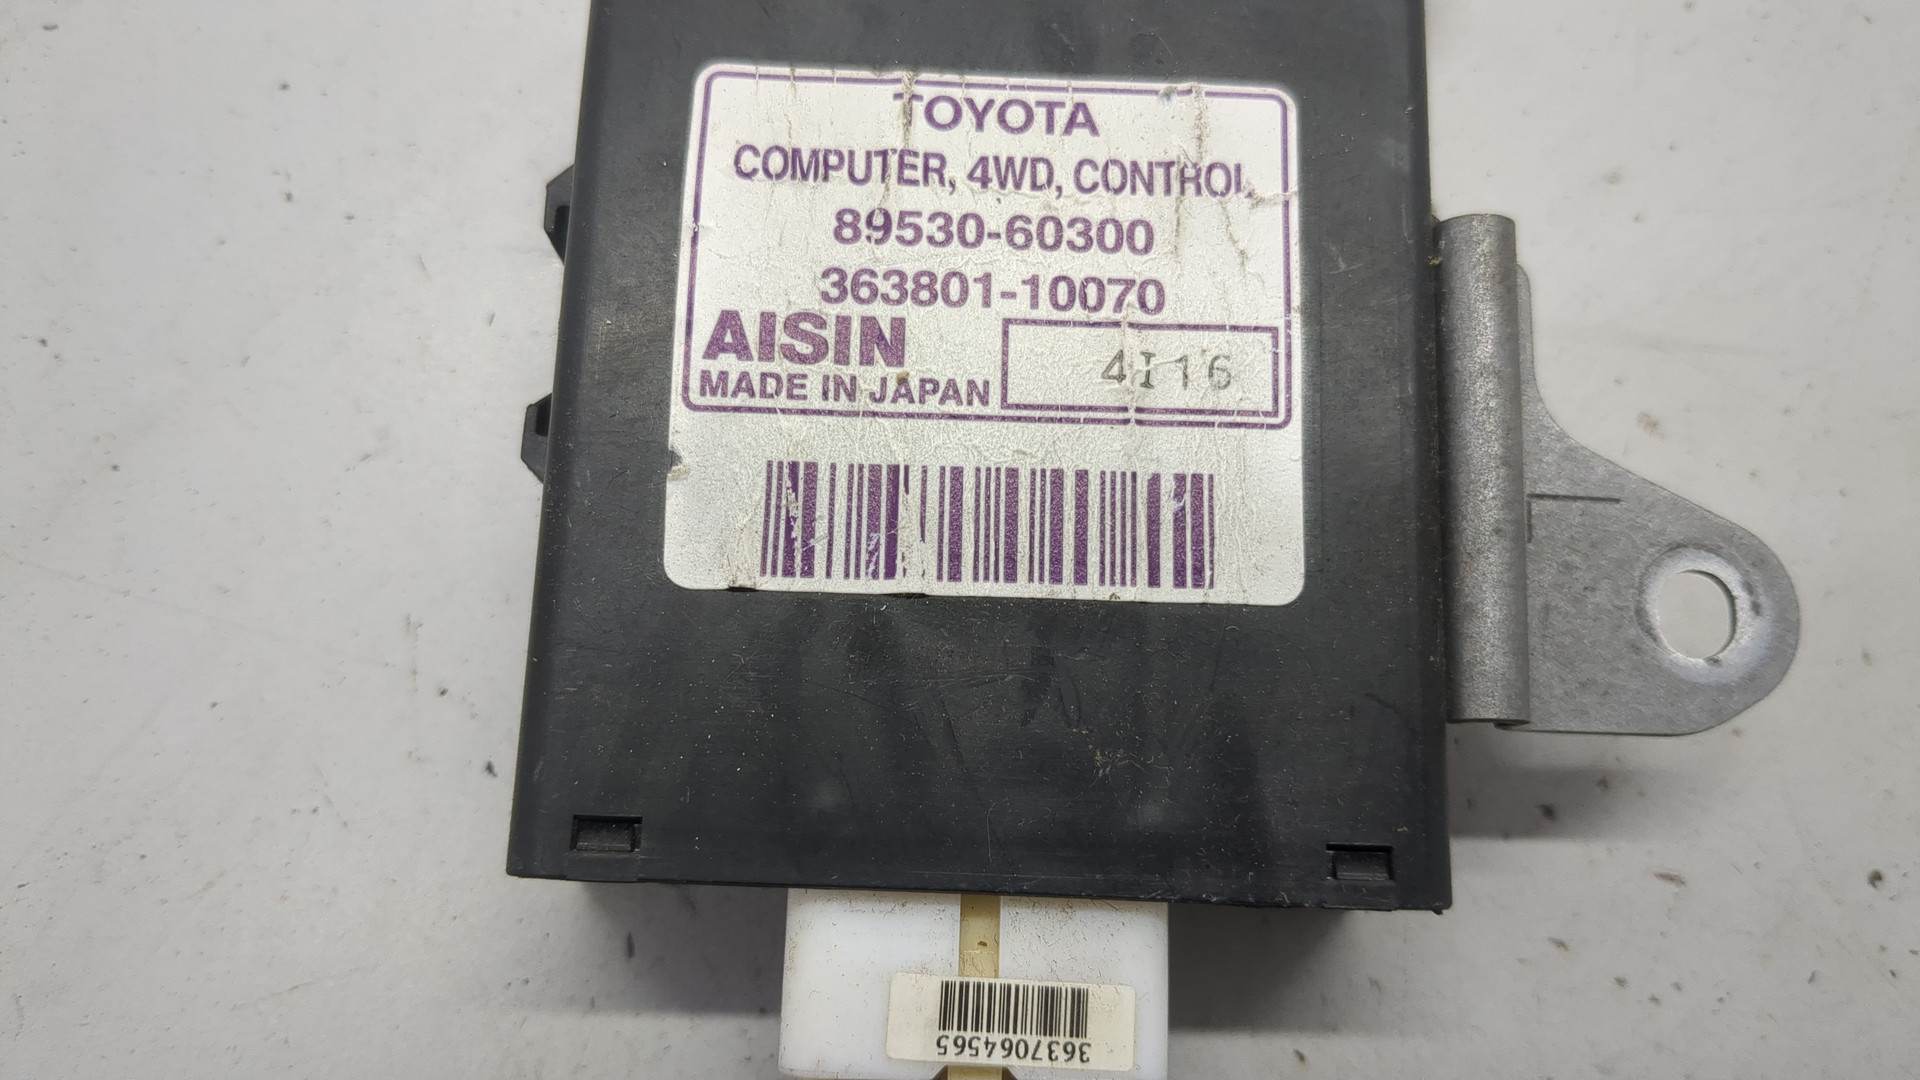 TOYOTA
COMPUTER, 4WD, CONTROL
89530-60300
363801-10070
AISIN
MADE IN JAPAN
4I16
3637064565